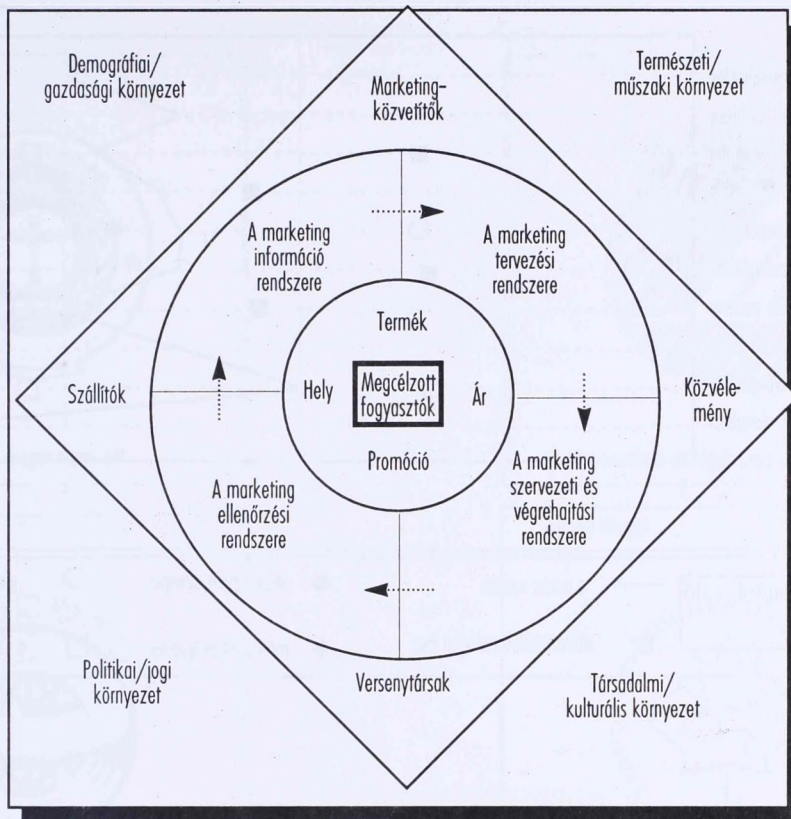 Demográfiai/
gazdasági környezet
Marketing-
közvetítők
Természeti/
műszaki környezet
A marketing
információ
rendszere
A marketing
tervezési
rendszere
Termék
Szállítók
Hely
Megcélzott
fogyasztók
Ár
Közvéle-
mény
Promóció
A marketing
ellenőrzési
rendszere
A marketing
szervezeti és
végrehajtási
rendszere
Politikai/jogi
környezet
Versenytársak
Társadalmi/
kulturális környezet